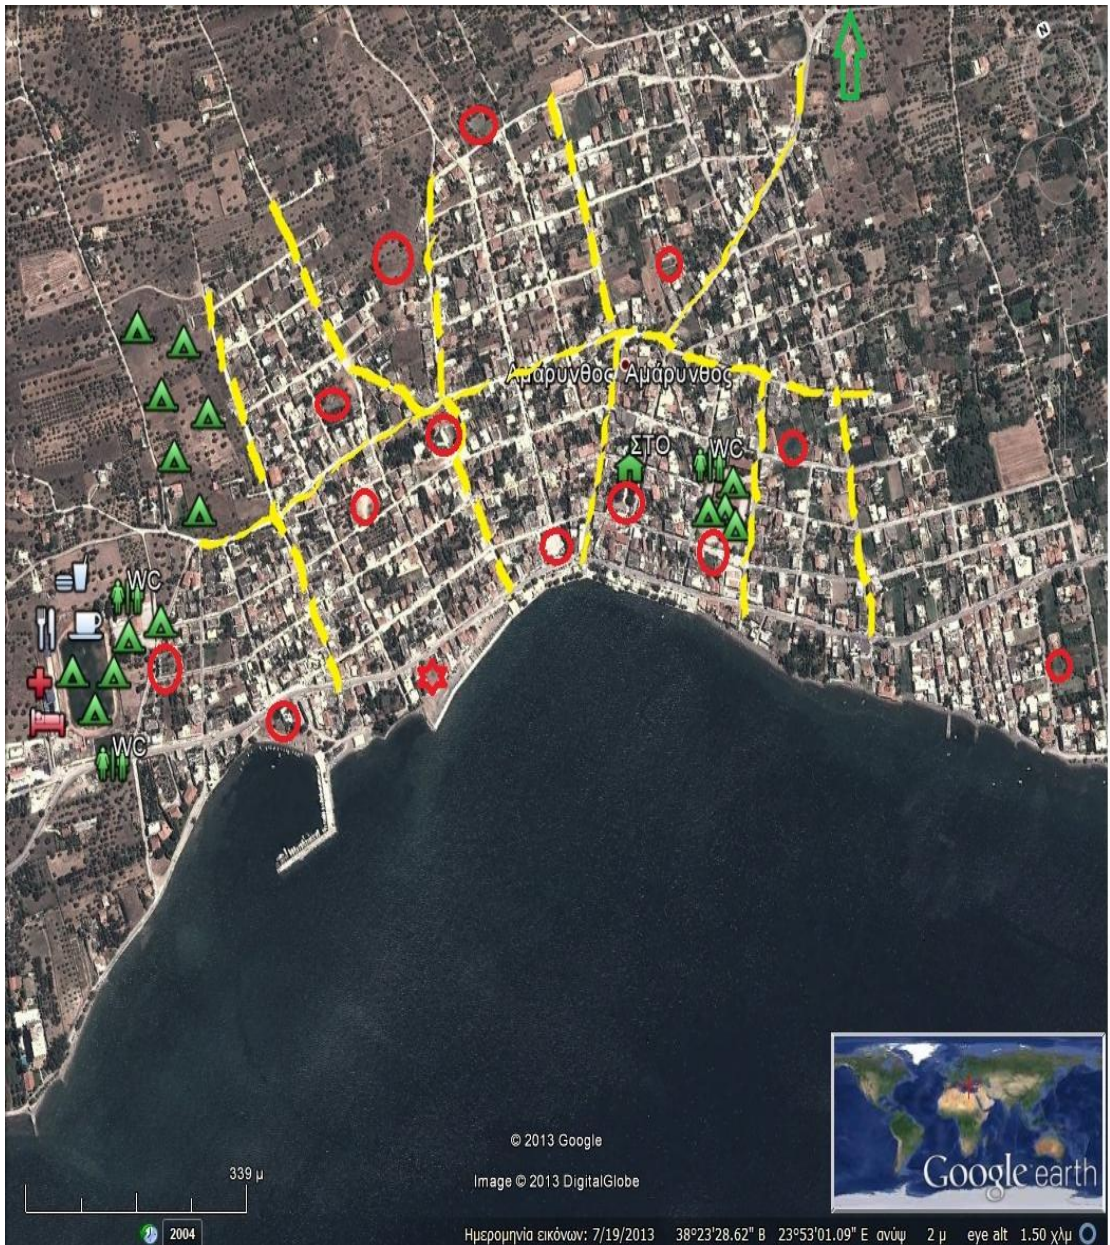 N
Αμάρυνθος Αμάρυνθος
ΣΤΟ
WC
WC
WC
© 2013 Google
Image © 2013 DigitalGlobe
Google earth
339 μ
2004
Ημερομηνία εικόνων: 7/19/2013 38°23'28.62" Β 23°53'01.09" Ε ανύψ 2 μ eye alt 1.50 χλμ